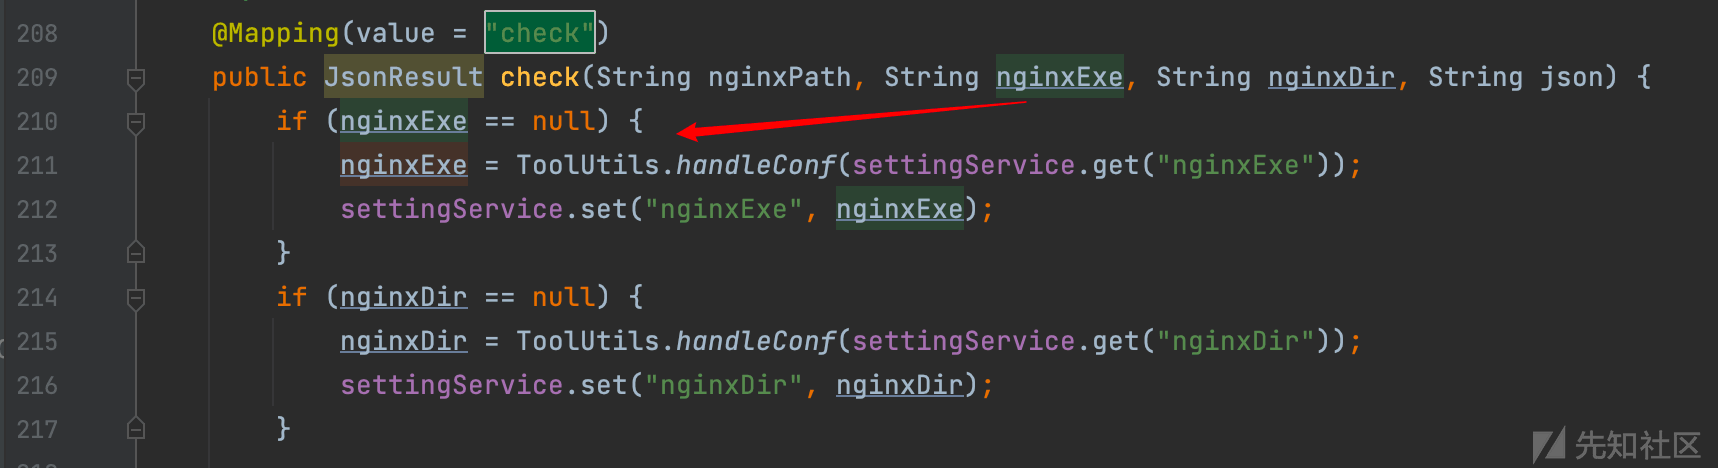 208 @Mapping(value = "check")
209 public JsonResult check(String nginxPath, String nginxExe, String nginxDir, String json) {
210 if (nginxExe == null) {
211 nginxExe = ToolUtils.handleConf(settingService.get("nginxExe"));
212 settingService.set("nginxExe", nginxExe);
213 }
214 if (nginxDir == null) {
215 nginxDir = ToolUtils.handleConf(settingService.get("nginxDir"));
216 settingService.set("nginxDir", nginxDir);
217 }
先知社区